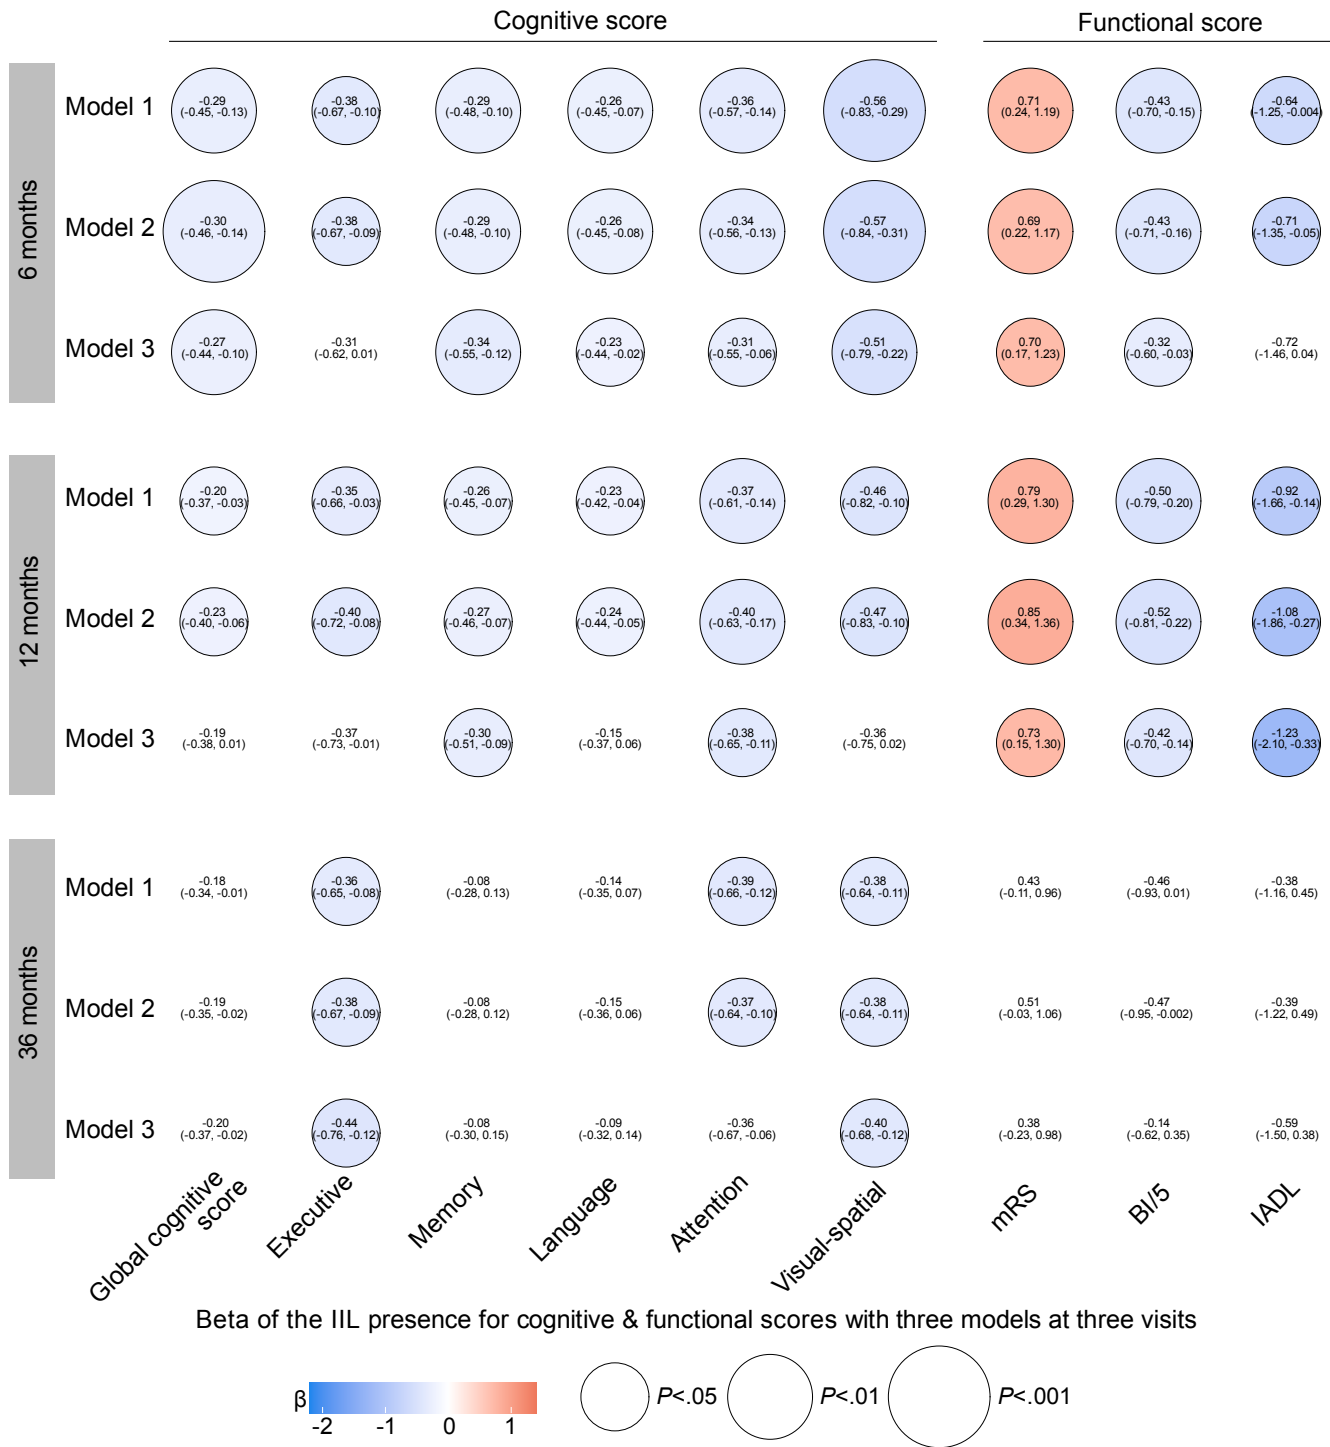 Cognitive score Functional score
6 months
Model 1
-0.29 -0.38 -0.29 -0.26 -0.36 -0.56 0.71 -0.43 -0.64
(-0.45, -0.13) (-0.67, -0.10) (-0.48, -0.10) (-0.45, -0.07) (-0.57, -0.14) (-0.83, -0.29) (0.24, 1.19) (-0.70, -0.15) (-1.25, -0.004)
Model 2
-0.30 -0.38 -0.29 -0.26 -0.34 -0.57 0.69 -0.43 -0.71
(-0.46, -0.14) (-0.67, -0.09) (-0.48, -0.10) (-0.45, -0.08) (-0.56, -0.13) (-0.84, -0.31) (0.22, 1.17) (-0.71, -0.16) (-1.35, -0.05)
Model 3
-0.27 -0.31 -0.34 -0.23 -0.31 -0.51 0.70 -0.32 -0.72
(-0.44, -0.10) (-0.62, 0.01) (-0.55, -0.12) (-0.44, -0.02) (-0.55, -0.06) (-0.79, -0.22) (0.17, 1.23) (-0.60, -0.03) (-1.46, 0.04)
12 months
Model 1
-0.20 -0.35 -0.26 -0.23 -0.37 -0.46 0.79 -0.50 -0.92
(-0.37, -0.03) (-0.66, -0.03) (-0.45, -0.07) (-0.42, -0.04) (-0.61, -0.14) (-0.82, -0.10) (0.29, 1.30) (-0.79, -0.20) (-1.66, -0.14)
Model 2
-0.23 -0.40 -0.27 -0.24 -0.40 -0.47 0.85 -0.52 -1.08
(-0.40, -0.06) (-0.72, -0.08) (-0.46, -0.07) (-0.44, -0.05) (-0.63, -0.17) (-0.83, -0.10) (0.34, 1.36) (-0.81, -0.22) (-1.86, -0.27)
Model 3
-0.19 -0.37 -0.30 -0.15 -0.38 -0.36 0.73 -0.42 -1.23
(-0.38, 0.01) (-0.73, -0.01) (-0.51, -0.09) (-0.37, 0.06) (-0.65, -0.11) (-0.75, 0.02) (0.15, 1.30) (-0.70, -0.14) (-2.10, -0.33)
36 months
Model 1
-0.18 -0.36 -0.08 -0.14 -0.39 -0.38 0.43 -0.46 -0.38
(-0.34, -0.01) (-0.65, -0.08) (-0.28, 0.13) (-0.35, 0.07) (-0.66, -0.12) (-0.64, -0.11) (-0.11, 0.96) (-0.93, 0.01) (-1.16, 0.45)
Model 2
-0.19 -0.38 -0.08 -0.15 -0.37 -0.38 0.51 -0.47 -0.39
(-0.35, -0.02) (-0.67, -0.09) (-0.28, 0.12) (-0.36, 0.06) (-0.64, -0.10) (-0.64, -0.11) (-0.03, 1.06) (-0.95, -0.002) (-1.22, 0.49)
Model 3
-0.20 -0.44 -0.08 -0.09 -0.36 -0.40 0.38 -0.14 -0.59
(-0.37, -0.02) (-0.76, -0.12) (-0.30, 0.15) (-0.32, 0.14) (-0.67, -0.06) (-0.68, -0.12) (-0.23, 0.98) (-0.62, 0.35) (-1.50, 0.38)
Global cognitive
score
Executive
Memory
Language
Attention
Visual-spatial
mRS
BI/5
IADL
Beta of the IIL presence for cognitive & functional scores with three models at three visits
β P<.05 P<.01 P<.001
-2 -1 0 1